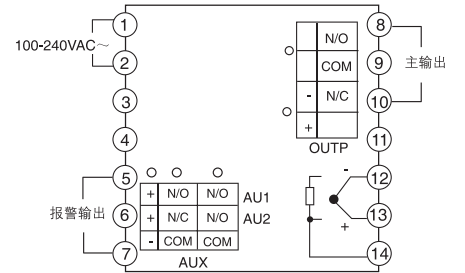 1
100-240VAC～
2
3
4
5
报警输出
6
7
+ N/O N/O AU1
+ N/C N/O AU2
- COM COM
AUX
N/O
COM
- N/C
+
OUTP
8
9
主输出
10
11
12
-
13
+
14